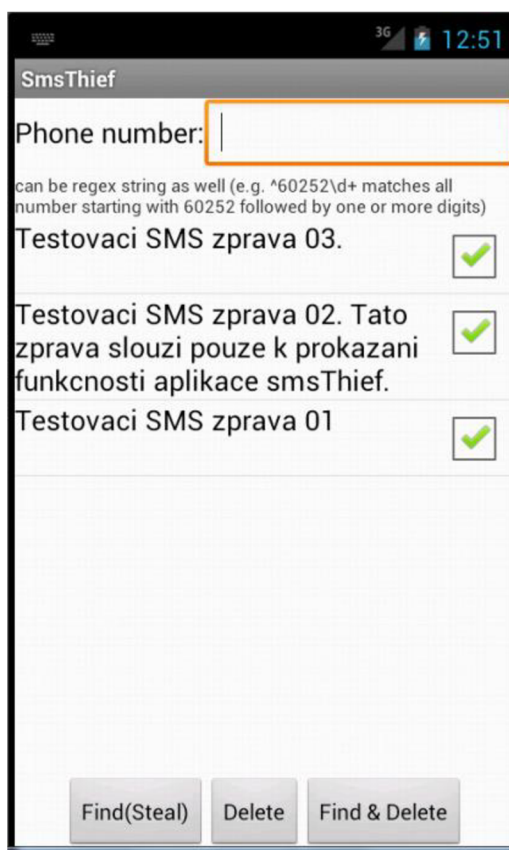 3G 12:51
SmsThief
Phone number:
can be regex string as well (e.g. ^60252\d+ matches all
number starting with 60252 followed by one or more digits)
Testovaci SMS zprava 03.
Testovaci SMS zprava 02. Tato
zprava slouzi pouze k prokazani
funkcnosti aplikace smsThief.
Testovaci SMS zprava 01
Find(Steal) Delete Find & Delete